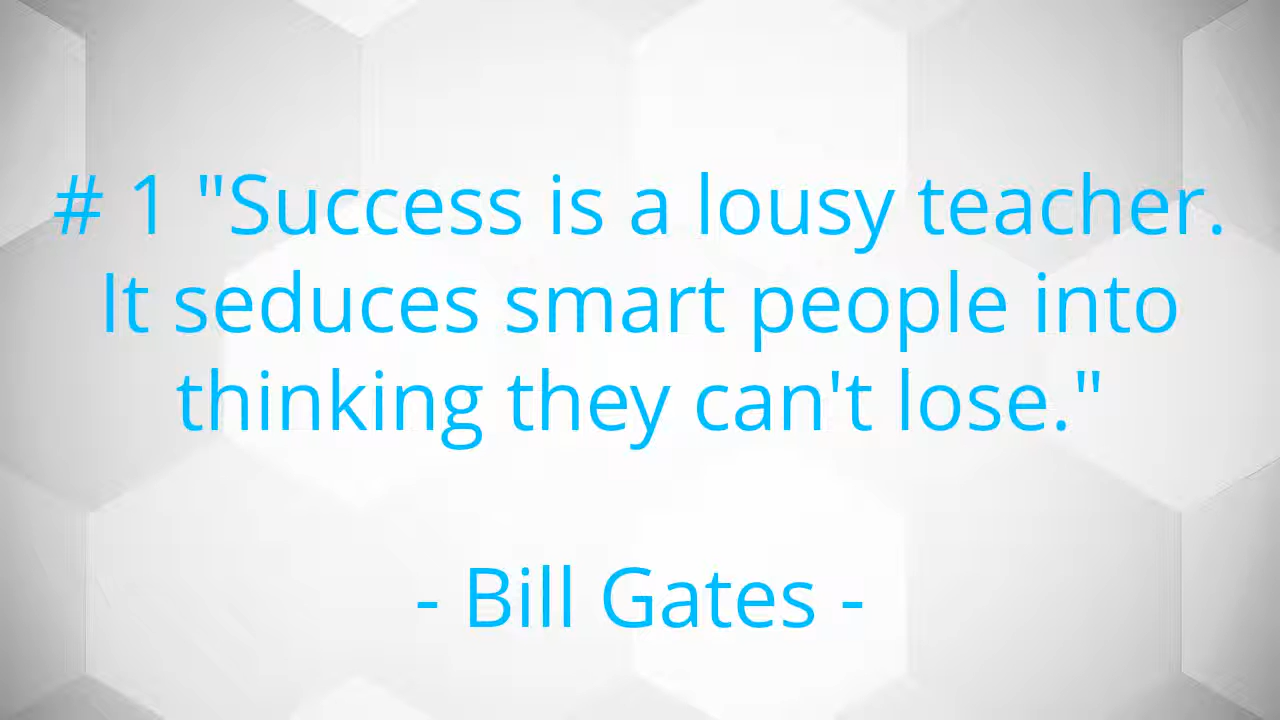 # 1 "Success is a lousy teacher.
It seduces smart people into
thinking they can't lose."
- Bill Gates -